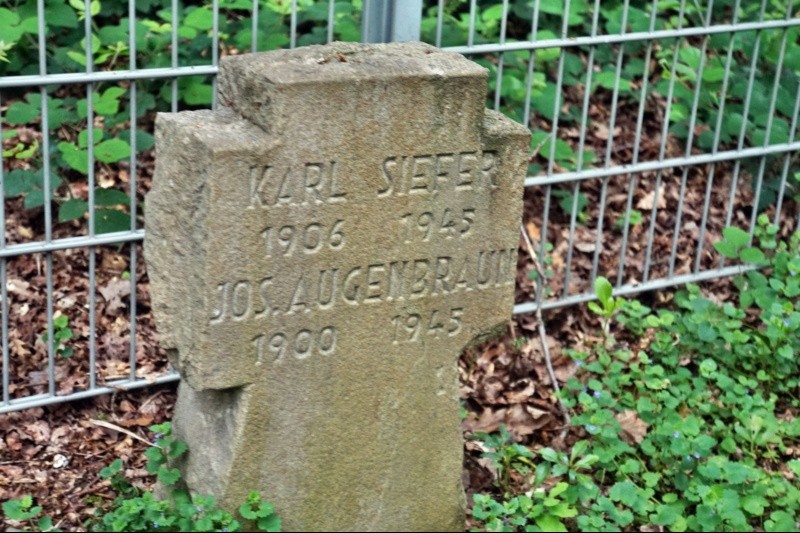 KARL SIEFER
1906 1945
JOS. AUGENBRAUN
1900 1945